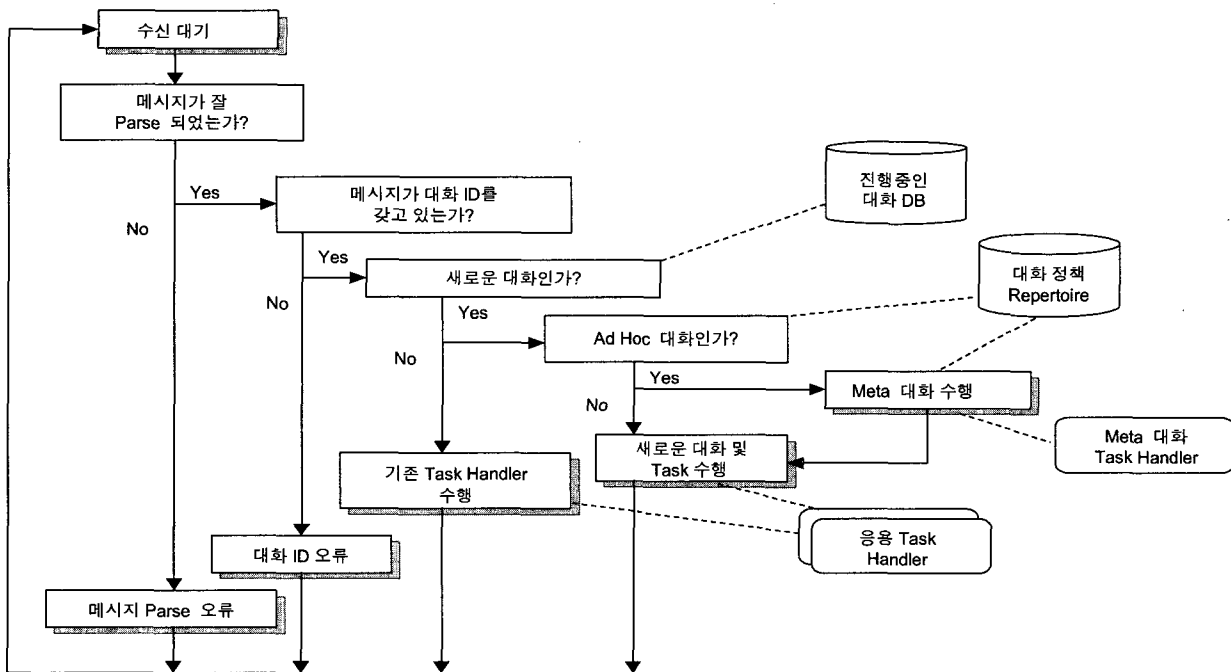 수신 대기
메시지가 잘
Parse 되었는가?
Yes
No
메시지가 대화 ID를
갖고 있는가?
진행중인
대화 DB
Yes
No
새로운 대화인가?
대화 정책
Repertoire
Yes
No
Ad Hoc 대화인가?
Yes
No
Meta 대화 수행
Meta 대화
Task Handler
새로운 대화 및
Task 수행
기존 Task Handler
수행
응용 Task
Handler
대화 ID 오류
메시지 Parse 오류